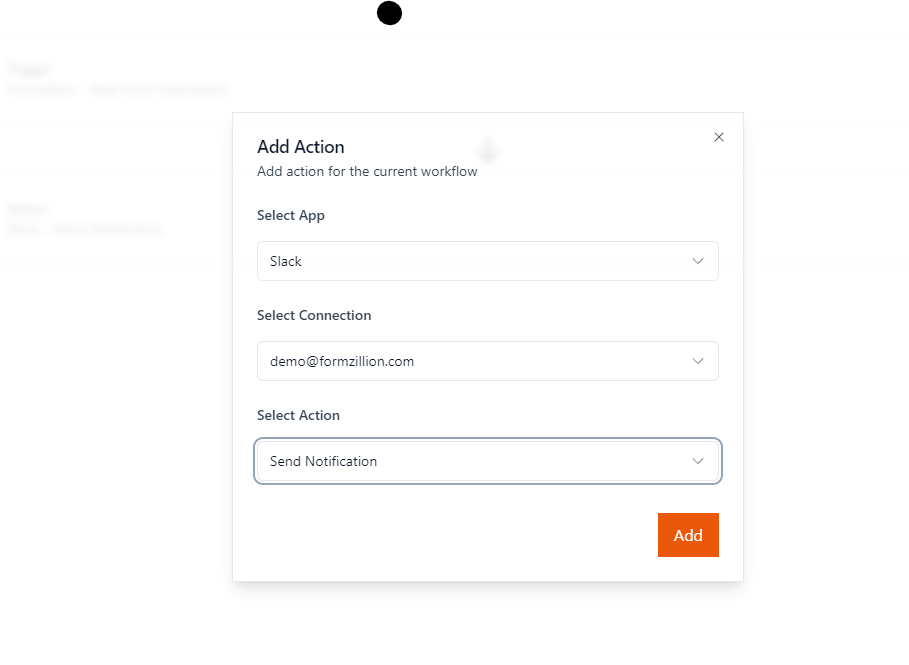 Add Action
Add action for the current workflow
Select App
Slack
Select Connection
demo@formzillion.com
Select Action
Send Notification
Add